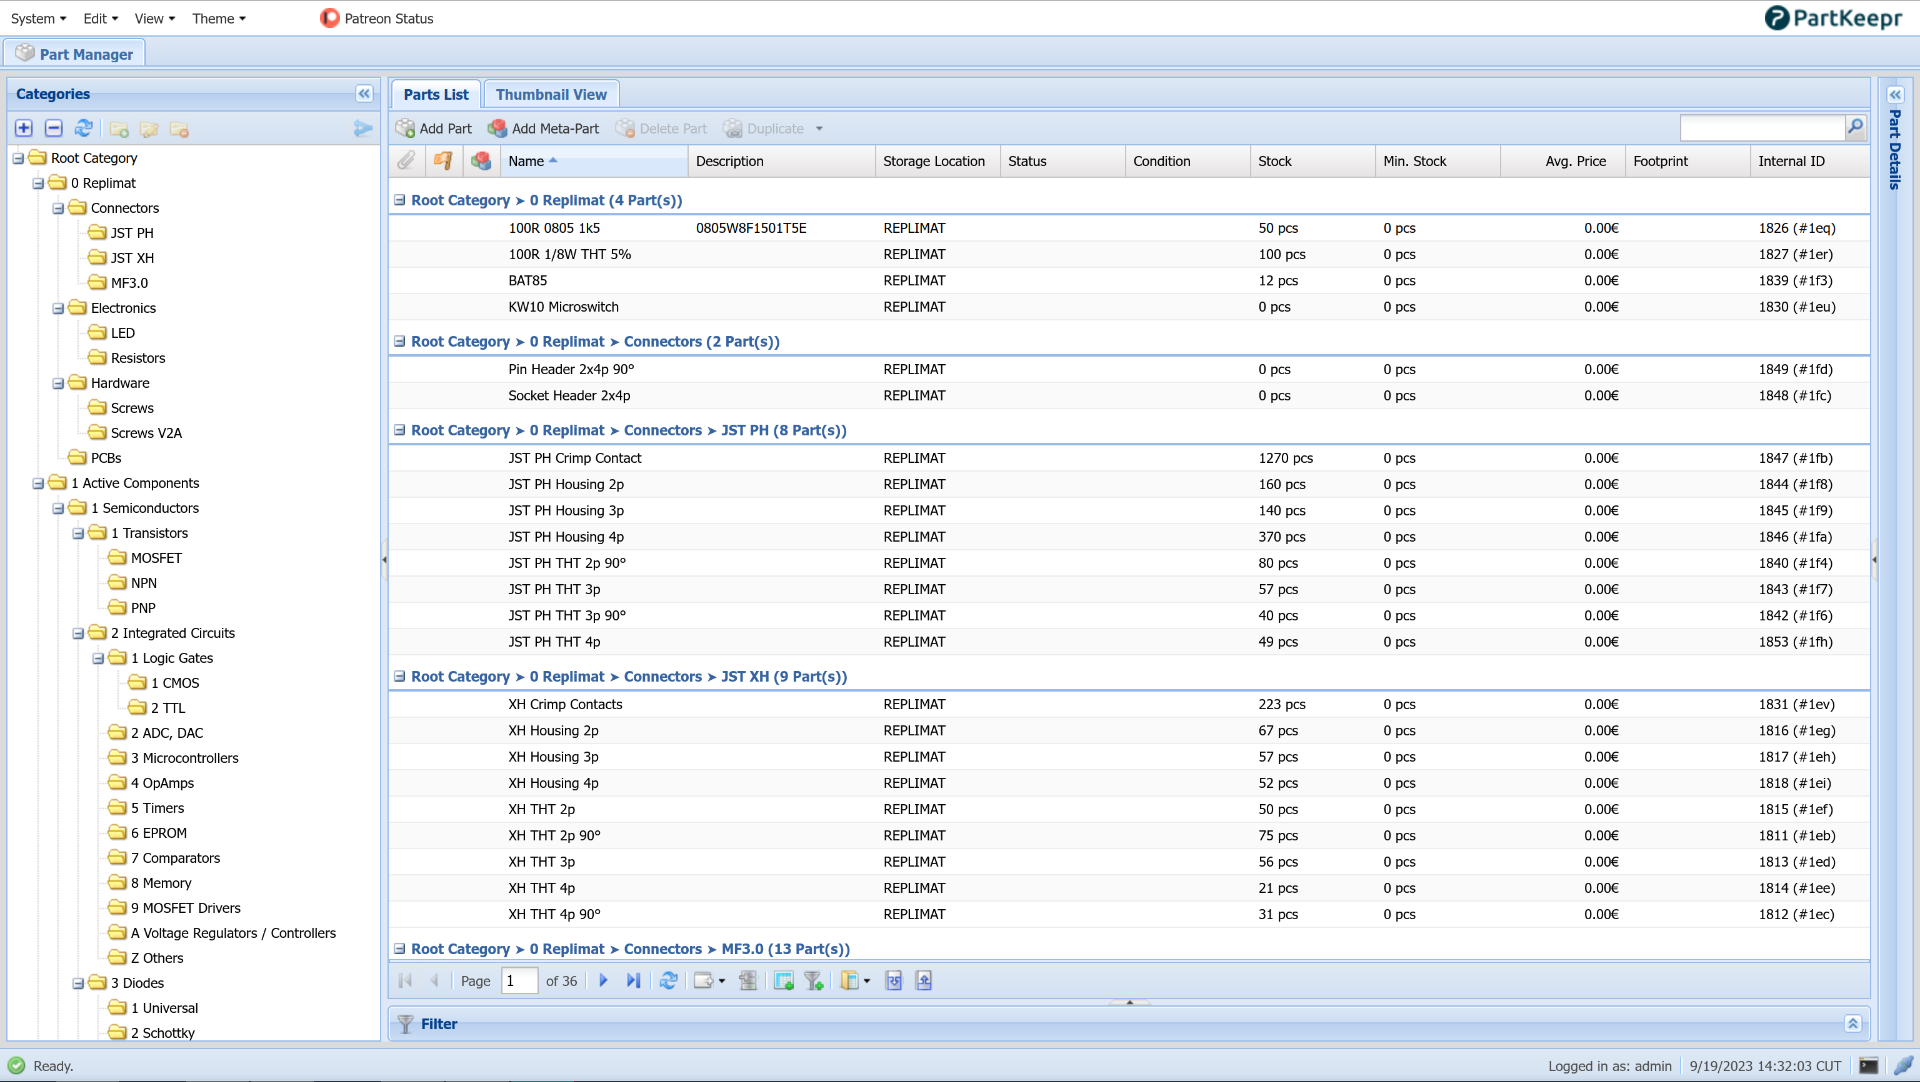 System Edit View Theme Patreon Status PartKeepr
Part Manager
Categories
Root Category
0 Replimat
Connectors
JST PH
JST XH
MF3.0
Electronics
LED
Resistors
Hardware
Screws
Screws V2A
PCBs
1 Active Components
1 Semiconductors
1 Transistors
MOSFET
NPN
PNP
2 Integrated Circuits
1 Logic Gates
1 CMOS
2 TTL
2 ADC, DAC
3 Microcontrollers
4 OpAmps
5 Timers
6 EPROM
7 Comparators
8 Memory
9 MOSFET Drivers
A Voltage Regulators / Controllers
Z Others
3 Diodes
1 Universal
2 Schottky
Parts List Thumbnail View
Add Part Add Meta-Part Delete Part Duplicate
Name Description Storage Location Status Condition Stock Min. Stock Avg. Price Footprint Internal ID
Root Category ➤ 0 Replimat (4 Part(s))
100R 0805 1k5 0805W8F1501T5E REPLIMAT 50 pcs 0 pcs 0.00€ 1826 (#1eq)
100R 1/8W THT 5% REPLIMAT 100 pcs 0 pcs 0.00€ 1827 (#1er)
BAT85 REPLIMAT 12 pcs 0 pcs 0.00€ 1839 (#1f3)
KW10 Microswitch REPLIMAT 0 pcs 0 pcs 0.00€ 1830 (#1eu)
Root Category ➤ 0 Replimat ➤ Connectors (2 Part(s))
Pin Header 2x4p 90° REPLIMAT 0 pcs 0 pcs 0.00€ 1849 (#1fd)
Socket Header 2x4p REPLIMAT 0 pcs 0 pcs 0.00€ 1848 (#1fc)
Root Category ➤ 0 Replimat ➤ Connectors ➤ JST PH (8 Part(s))
JST PH Crimp Contact REPLIMAT 1270 pcs 0 pcs 0.00€ 1847 (#1fb)
JST PH Housing 2p REPLIMAT 160 pcs 0 pcs 0.00€ 1844 (#1f8)
JST PH Housing 3p REPLIMAT 140 pcs 0 pcs 0.00€ 1845 (#1f9)
JST PH Housing 4p REPLIMAT 370 pcs 0 pcs 0.00€ 1846 (#1fa)
JST PH THT 2p 90° REPLIMAT 80 pcs 0 pcs 0.00€ 1840 (#1f4)
JST PH THT 3p REPLIMAT 57 pcs 0 pcs 0.00€ 1843 (#1f7)
JST PH THT 3p 90° REPLIMAT 40 pcs 0 pcs 0.00€ 1842 (#1f6)
JST PH THT 4p REPLIMAT 49 pcs 0 pcs 0.00€ 1853 (#1fh)
Root Category ➤ 0 Replimat ➤ Connectors ➤ JST XH (9 Part(s))
XH Crimp Contacts REPLIMAT 223 pcs 0 pcs 0.00€ 1831 (#1ev)
XH Housing 2p REPLIMAT 67 pcs 0 pcs 0.00€ 1816 (#1eg)
XH Housing 3p REPLIMAT 57 pcs 0 pcs 0.00€ 1817 (#1eh)
XH Housing 4p REPLIMAT 52 pcs 0 pcs 0.00€ 1818 (#1ei)
XH THT 2p REPLIMAT 50 pcs 0 pcs 0.00€ 1815 (#1ef)
XH THT 2p 90° REPLIMAT 75 pcs 0 pcs 0.00€ 1811 (#1eb)
XH THT 3p REPLIMAT 56 pcs 0 pcs 0.00€ 1813 (#1ed)
XH THT 4p REPLIMAT 21 pcs 0 pcs 0.00€ 1814 (#1ee)
XH THT 4p 90° REPLIMAT 31 pcs 0 pcs 0.00€ 1812 (#1ec)
Root Category ➤ 0 Replimat ➤ Connectors ➤ MF3.0 (13 Part(s))
Page 1 of 36
Filter
Part Details
Ready. Logged in as: admin 9/19/2023 14:32:03 CUT